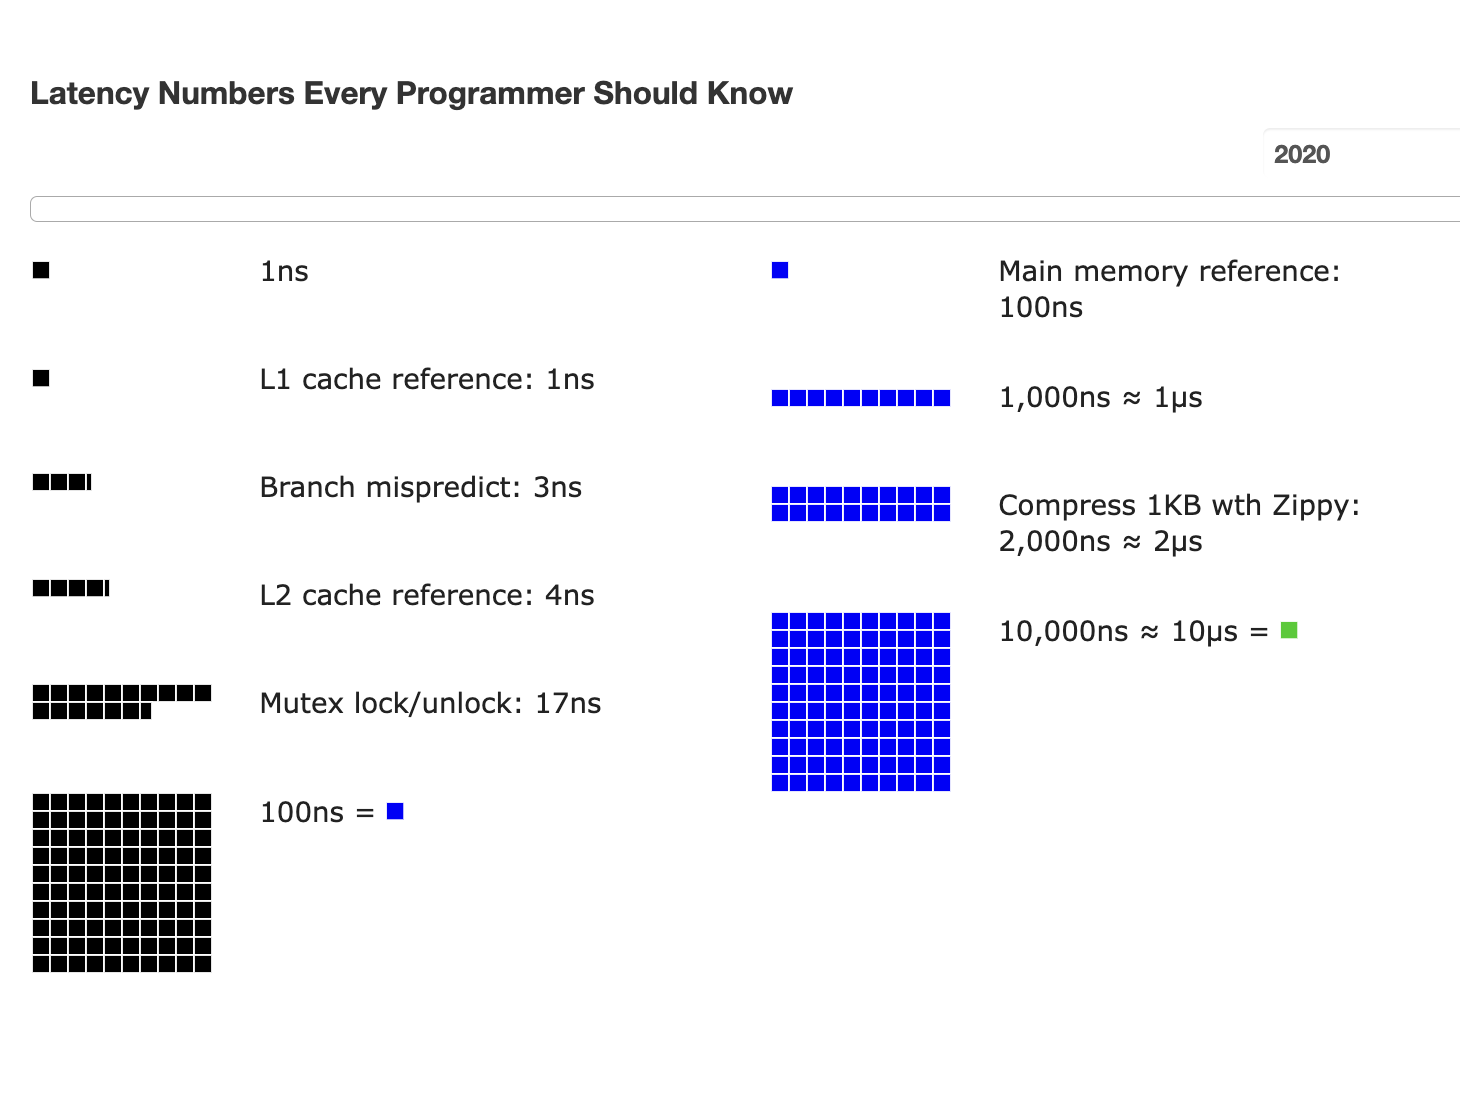 Latency Numbers Every Programmer Should Know
2020
1ns
L1 cache reference: 1ns
Branch mispredict: 3ns
L2 cache reference: 4ns
Mutex lock/unlock: 17ns
100ns =
Main memory reference:
100ns
1,000ns ≈ 1μs
Compress 1KB wth Zippy:
2,000ns ≈ 2μs
10,000ns ≈ 10μs =